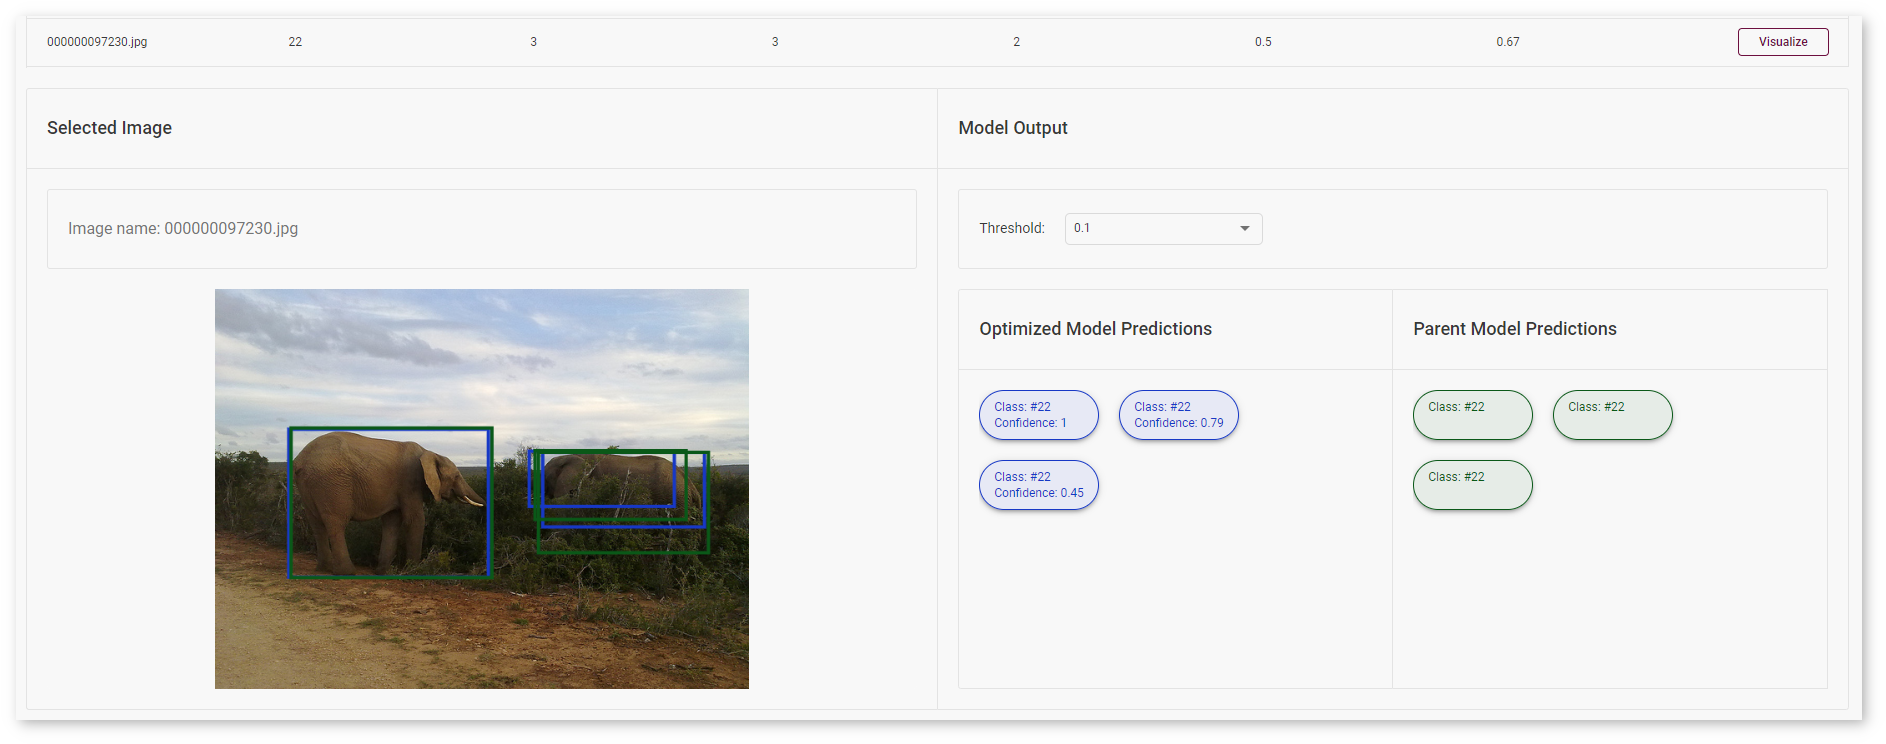 000000097230.jpg 22 3 3 2 0.5 0.67 Visualize
Selected Image
Model Output
Image name: 000000097230.jpg
Threshold: 0.1
Optimized Model Predictions
Parent Model Predictions
Class: #22
Confidence: 1
Class: #22
Confidence: 0.79
Class: #22
Confidence: 0.45
Class: #22
Class: #22
Class: #22